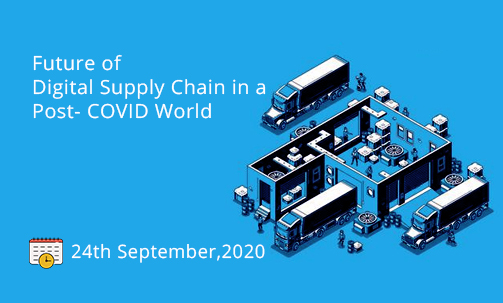 Future of
Digital Supply Chain in a
Post- COVID World
24th September,2020